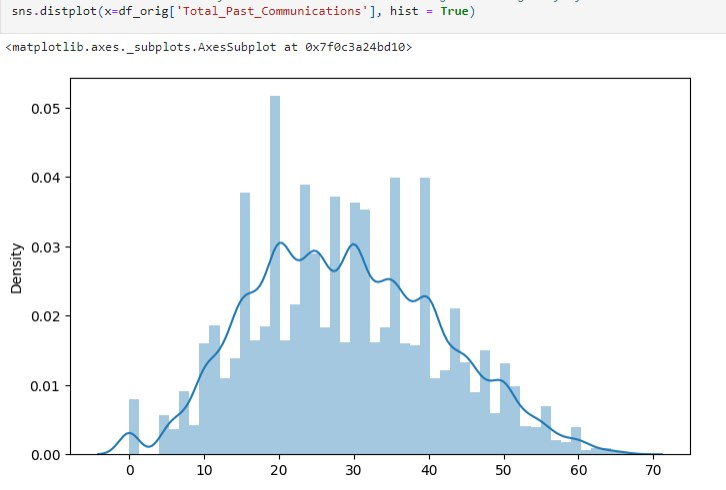 sns.distplot(x=df_orig['Total_Past_Communications'], hist = True)
<matplotlib.axes._subplots.AxesSubplot at 0x7f0c3a24bd10>
0.05
0.04
0.03
0.02
0.01
0.00
Density
0 10 20 30 40 50 60 70